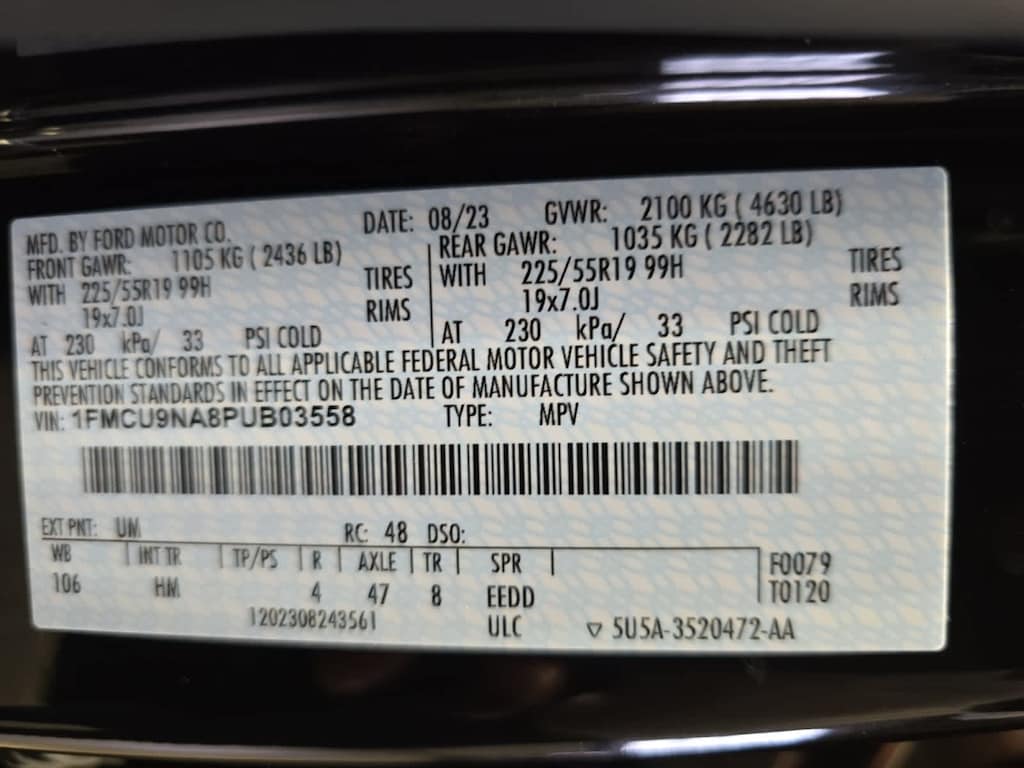 MFD. BY FORD MOTOR CO. DATE: 08/23 GVWR: 2100 KG ( 4630 LB)
FRONT GAWR: 1105 KG ( 2436 LB) REAR GAWR: 1035 KG ( 2282 LB)
WITH 225/55R19 99H TIRES WITH 225/55R19 99H TIRES
19x7.0J RIMS 19x7.0J RIMS
AT 230 kPa/ 33 PSI COLD AT 230 kPa/ 33 PSI COLD
THIS VEHICLE CONFORMS TO ALL APPLICABLE FEDERAL MOTOR VEHICLE SAFETY AND THEFT
PREVENTION STANDARDS IN EFFECT ON THE DATE OF MANUFACTURE SHOWN ABOVE.
VIN: 1FMCU9NA8PUB03558 TYPE: MPV
EXT PNT: UM RC: 48 DSO:
WB INT TR TP/PS R AXLE TR SPR F0079
106 HM 4 47 8 EEDD T0120
1202308243561 ULC ▽ 5U5A-3520472-AA